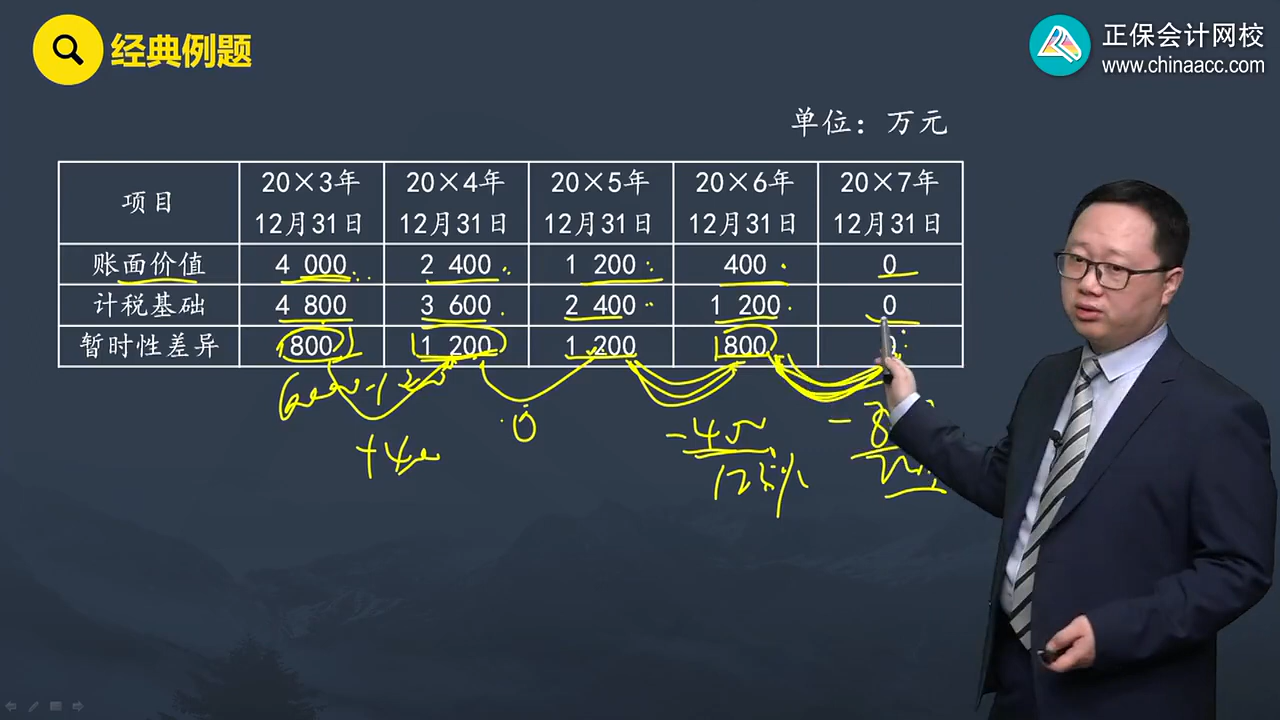 经典例题
正保会计网校
www.chinaacc.com
单位：万元
项目 20×3年12月31日 20×4年12月31日 20×5年12月31日 20×6年12月31日 20×7年12月31日
账面价值 4 000 2 400 1 200 400 0
计税基础 4 800 3 600 2 400 1 200 0
暂时性差异 800 1 200 1 200 800
0